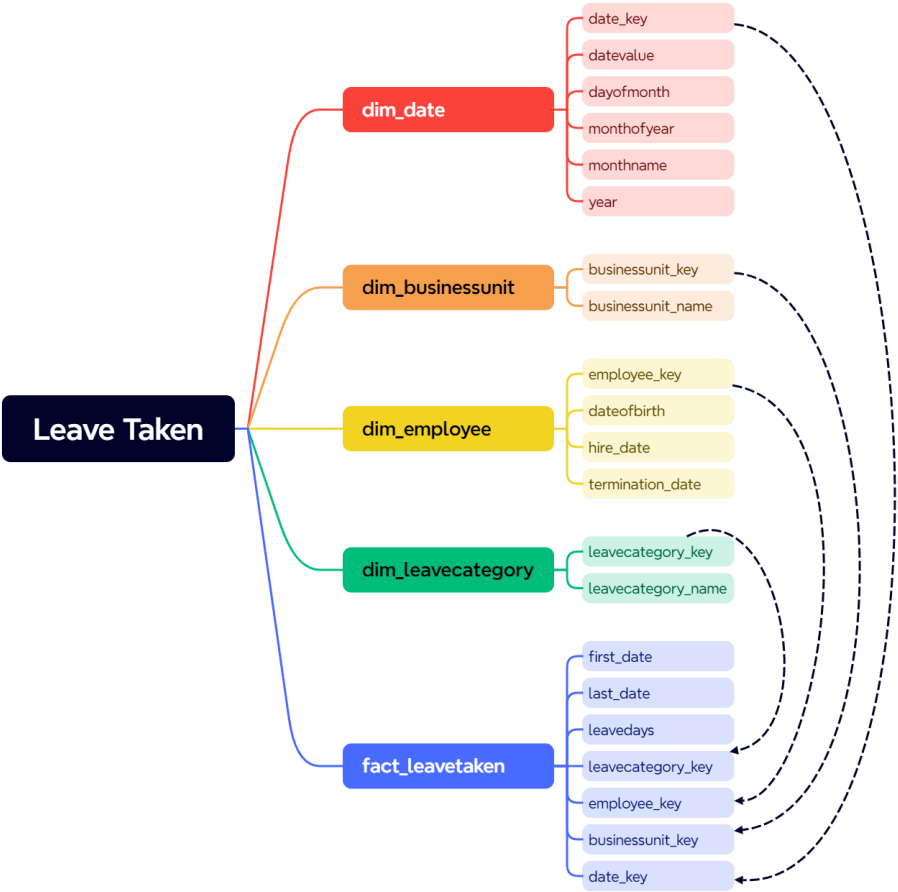 Leave Taken
dim_date
date_key
datevalue
dayofmonth
monthofyear
monthname
year
dim_businessunit
businessunit_key
businessunit_name
dim_employee
employee_key
dateofbirth
hire_date
termination_date
dim_leavecategory
leavecategory_key
leavecategory_name
fact_leavetaken
first_date
last_date
leavedays
leavecategory_key
employee_key
businessunit_key
date_key